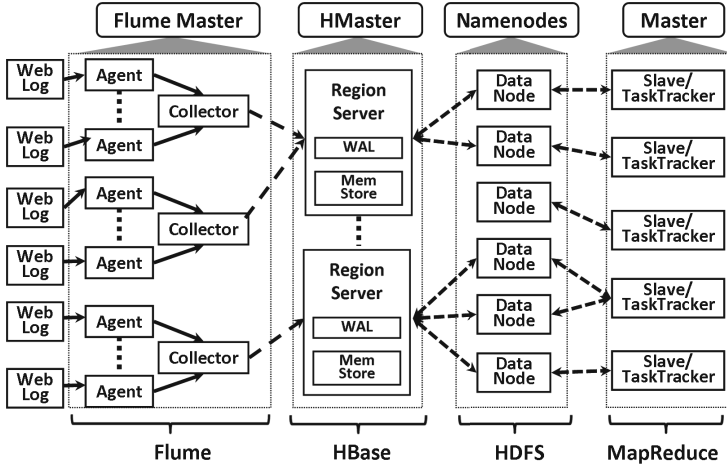 Flume Master
HMaster
Namenodes
Master
Web
Log
Agent
Collector
Web
Log
Agent
Web
Log
Agent
Collector
Web
Log
Agent
Web
Log
Agent
Collector
Web
Log
Agent
Region
Server
WAL
Mem
Store
Region
Server
WAL
Mem
Store
Data
Node
Data
Node
Data
Node
Data
Node
Data
Node
Data
Node
Slave/
TaskTracker
Slave/
TaskTracker
Slave/
TaskTracker
Slave/
TaskTracker
Slave/
TaskTracker
Flume
HBase
HDFS
MapReduce